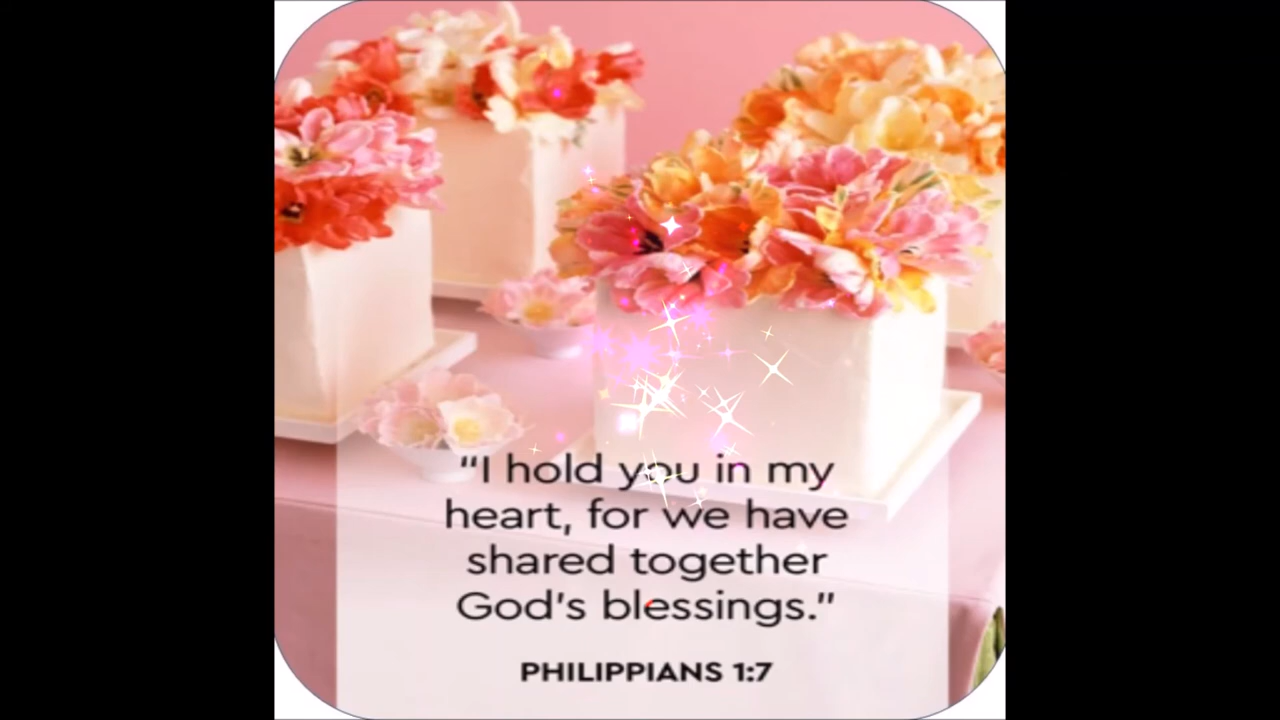 “I hold you in my
heart, for we have
shared together
God’s blessings.”
PHILIPPIANS 1:7